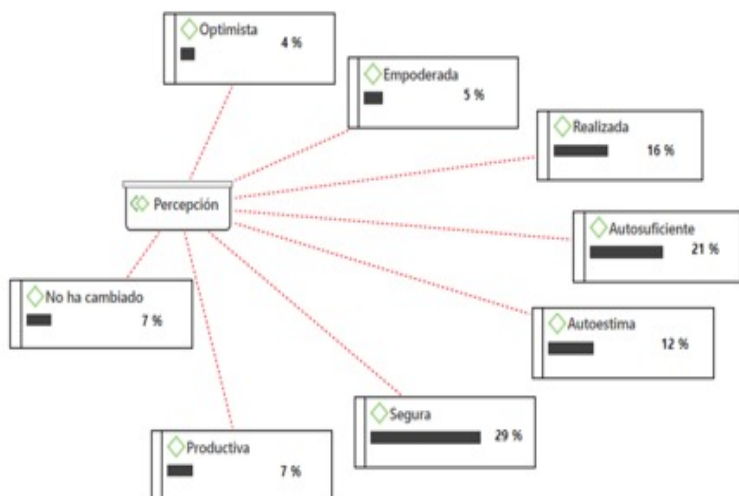 Optimista
4 %
Empoderada
5 %
Realizada
16 %
Percepción
Autosuficiente
21 %
No ha cambiado
7 %
Autoestima
12 %
Segura
29 %
Productiva
7 %